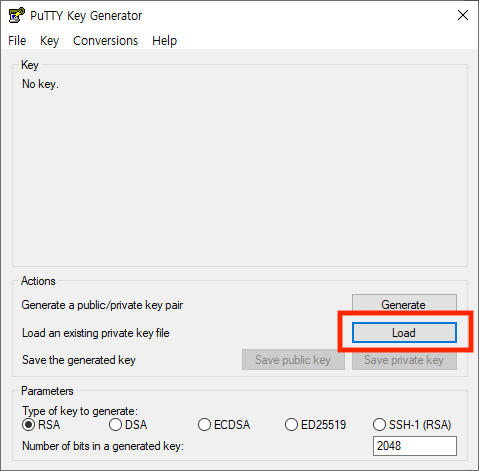 PuTTY Key Generator
File Key Conversions Help
Key
No key.
Actions
Generate a public/private key pair Generate
Load an existing private key file Load
Save the generated key Save public key Save private key
Parameters
Type of key to generate:
RSA DSA ECDSA ED25519 SSH-1 (RSA)
Number of bits in a generated key: 2048